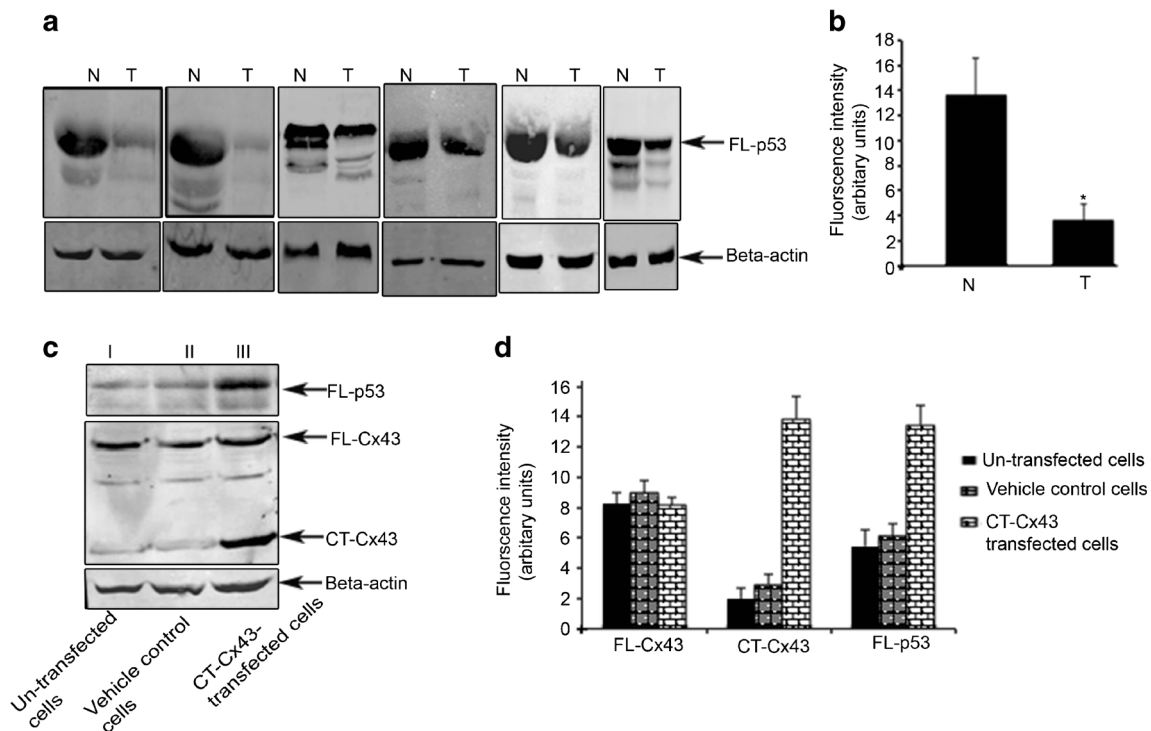 a
N T N T N T N T N T N T
FL-p53
Beta-actin
b
Fluorscence intensity
(arbitary units)
18
16
14
12
10
8
6
4
2
0
*
N T
c
I II III
FL-p53
FL-Cx43
CT-Cx43
Beta-actin
Un-transfected
cells
Vehicle control
cells
CT-Cx43-
transfected cells
d
Fluorscence intensity
(arbitary units)
16
14
12
10
8
6
4
2
0
FL-Cx43 CT-Cx43 FL-p53
Un-transfected cells
Vehicle control cells
CT-Cx43
transfected cells